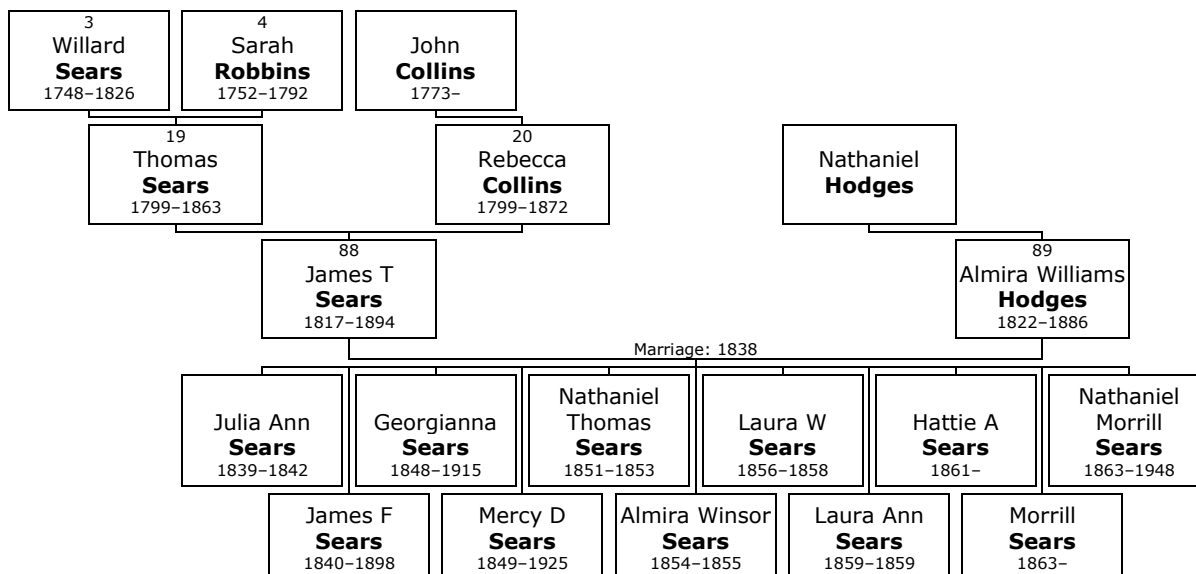 3
Willard
Sears
1748–1826
4
Sarah
Robbins
1752–1792
John
Collins
1773–
19
Thomas
Sears
1799–1863
20
Rebecca
Collins
1799–1872
Nathaniel
Hodges
88
James T
Sears
1817–1894
89
Almira Williams
Hodges
1822–1886
Marriage: 1838
Julia Ann
Sears
1839–1842
Georgianna
Sears
1848–1915
Nathaniel
Thomas
Sears
1851–1853
Laura W
Sears
1856–1858
Hattie A
Sears
1861–
Nathaniel
Morrill
Sears
1863–1948
James F
Sears
1840–1898
Mercy D
Sears
1849–1925
Almira Winsor
Sears
1854–1855
Laura Ann
Sears
1859–1859
Morrill
Sears
1863–